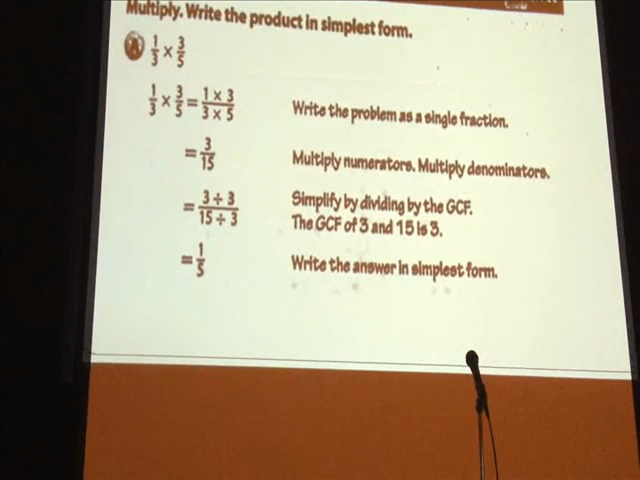 Multiply. Write the product in simplest form.
A 1/3 × 3/5
1/3 × 3/5 = 1 × 3 / 3 × 5 Write the problem as a single fraction.
= 3/15 Multiply numerators. Multiply denominators.
= 3 ÷ 3 / 15 ÷ 3 Simplify by dividing by the GCF.
The GCF of 3 and 15 is 3.
= 1/5 Write the answer in simplest form.